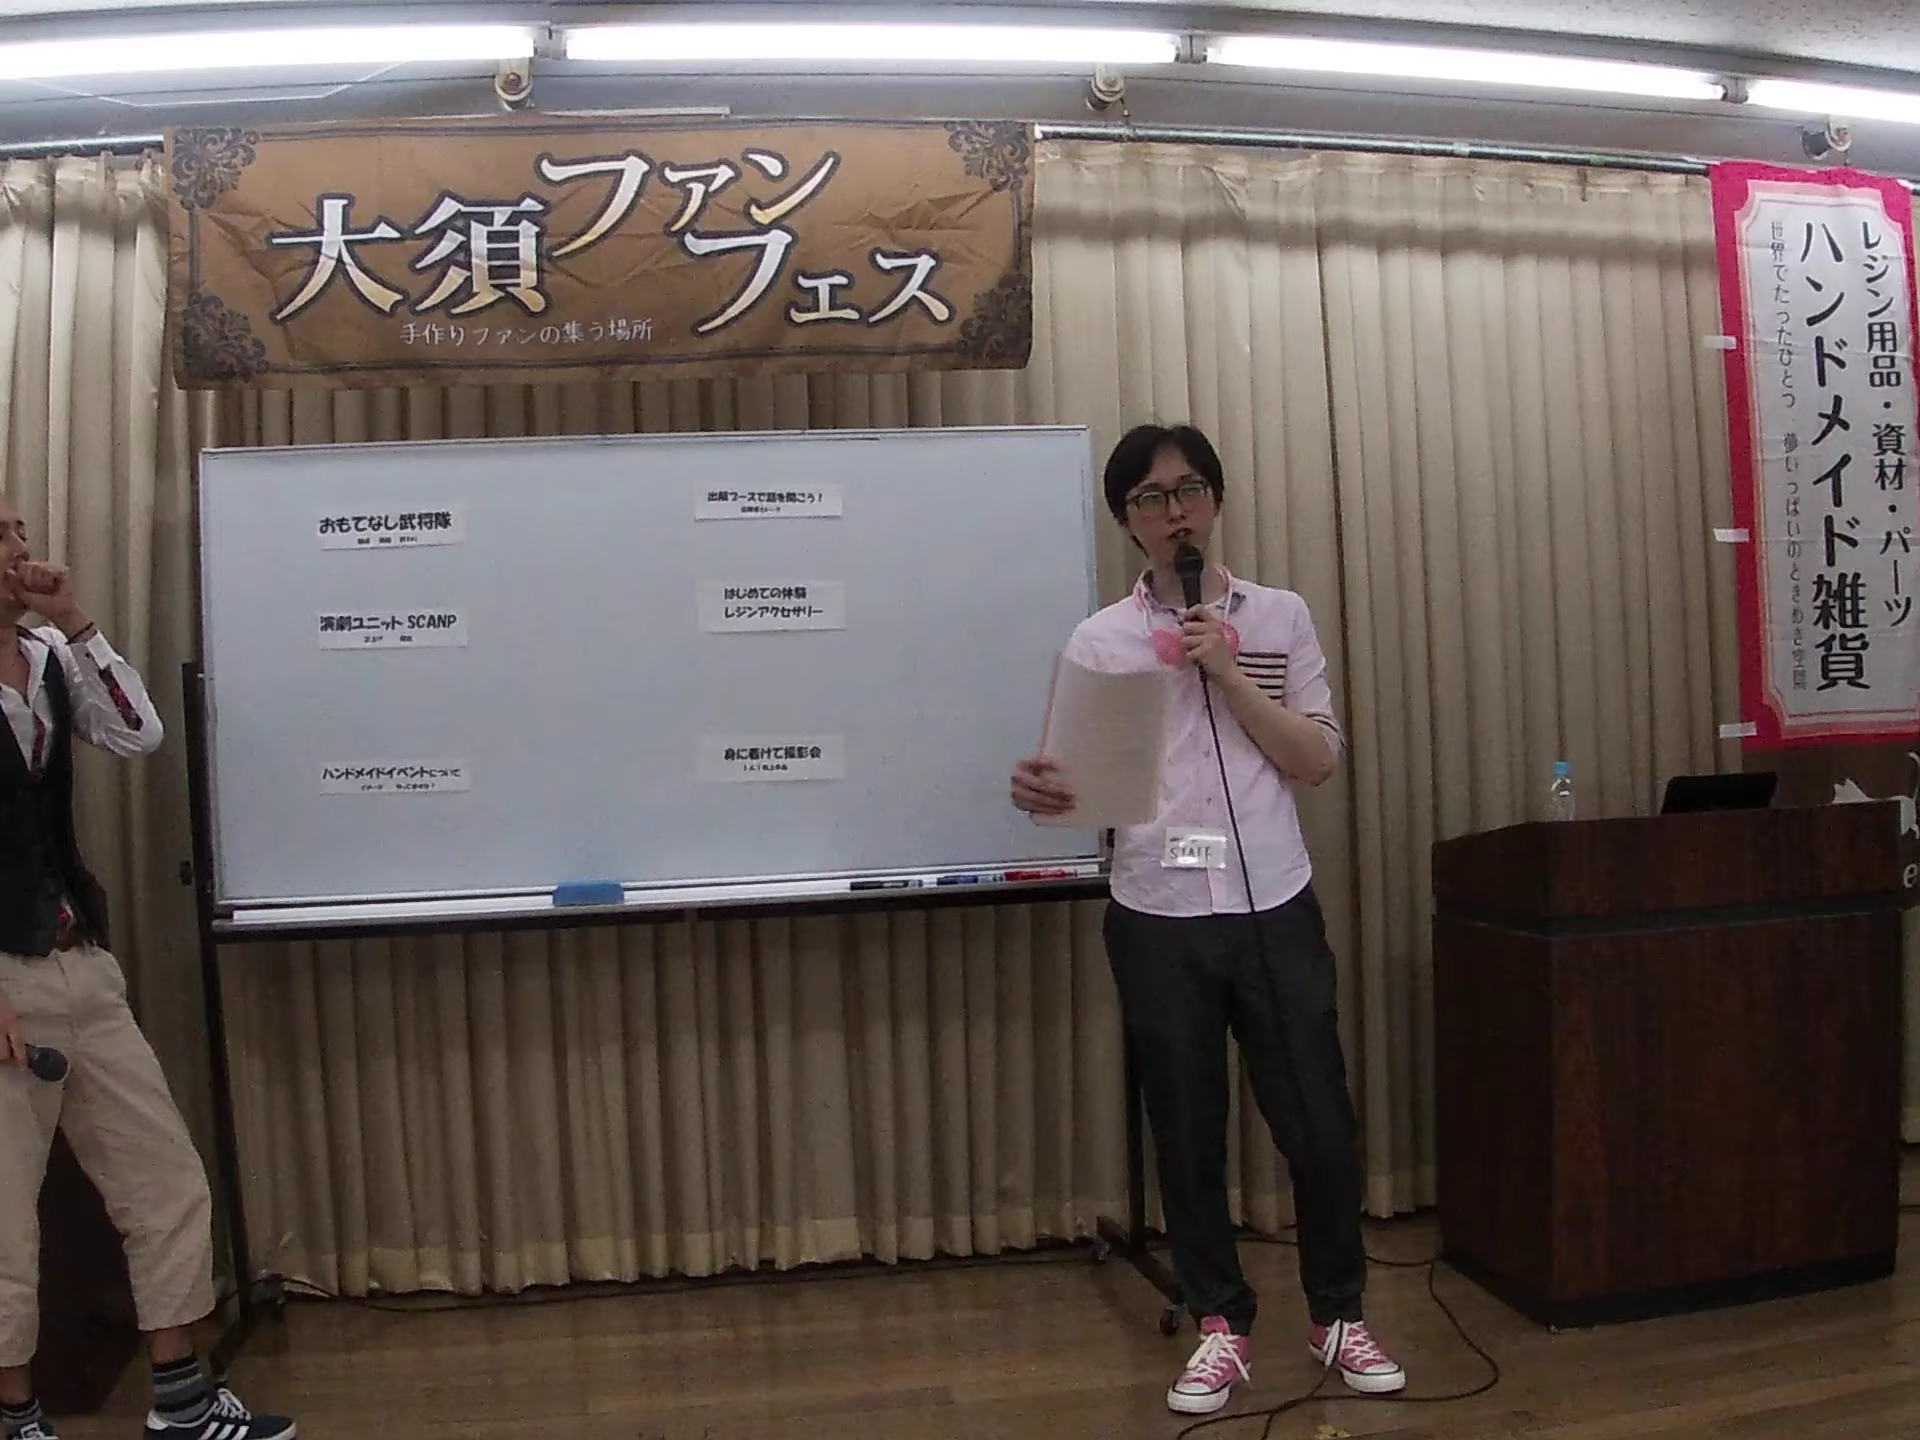 大須ファンフェス
手作りファンの集う場所
おもてなし武将隊
演劇ユニット SCANP
ハンドメイドイベントについて
出展ブースで話を聞こう！
はじめての体験
レジンアクセサリー
身に着けて撮影会
STAFF
レジン用品・資材・パーツ
ハンドメイド雑貨
世界でたったひとつ 夢いっぱいのときめき空間